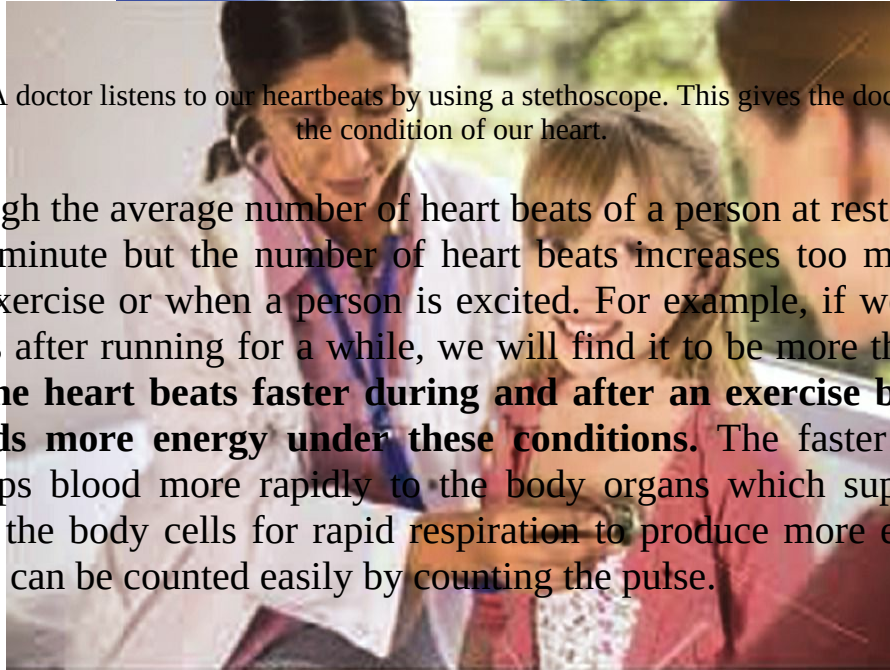 A doctor listens to our heartbeats by using a stethoscope. This gives the doc
the condition of our heart.
gh the average number of heart beats of a person at rest
minute but the number of heart beats increases too m
xercise or when a person is excited. For example, if w
after running for a while, we will find it to be more th
he heart beats faster during and after an exercise b
ds more energy under these conditions. The faster
ps blood more rapidly to the body organs which sup
the body cells for rapid respiration to produce more e
can be counted easily by counting the pulse.